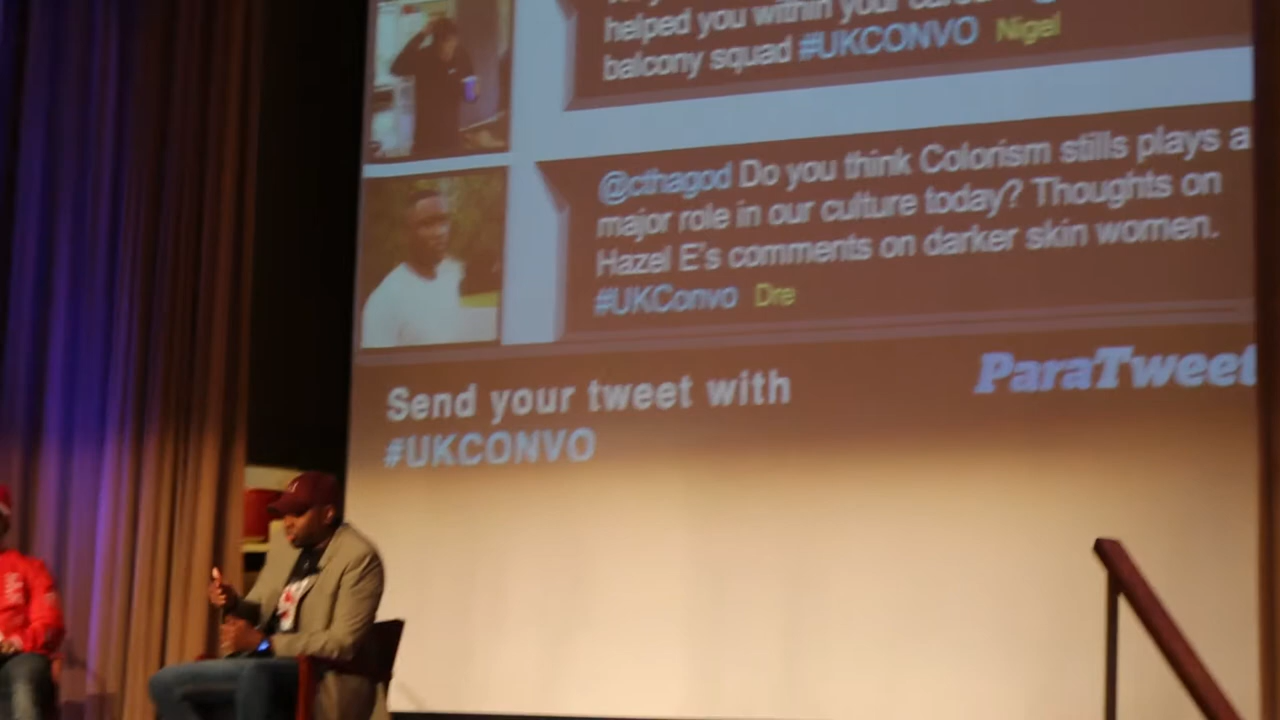 helped you within your
balcony squad #UKCONVO Nigel
@cthagod Do you think Colorism stills plays a
major role in our culture today? Thoughts on
Hazel E's comments on darker skin women.
#UKConvo Dre
ParaTweet
Send your tweet with
#UKCONVO